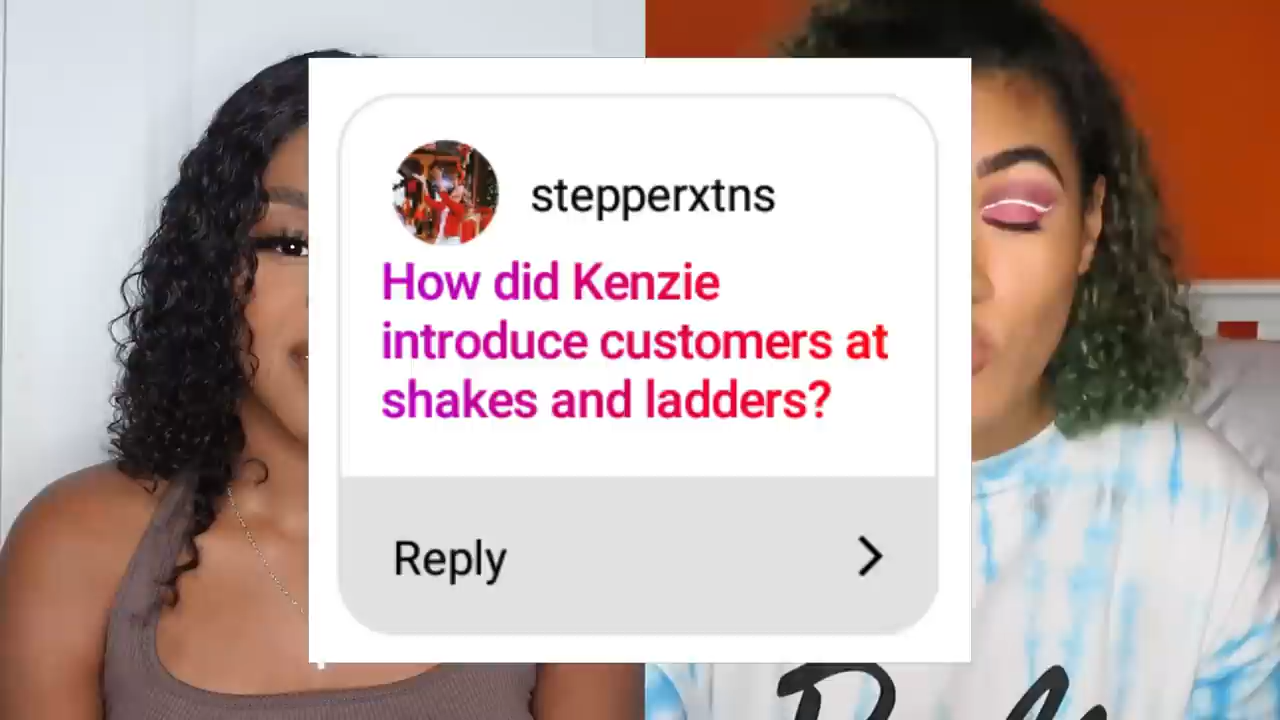 stepperxtns
How did Kenzie
introduce customers at
shakes and ladders?
Reply